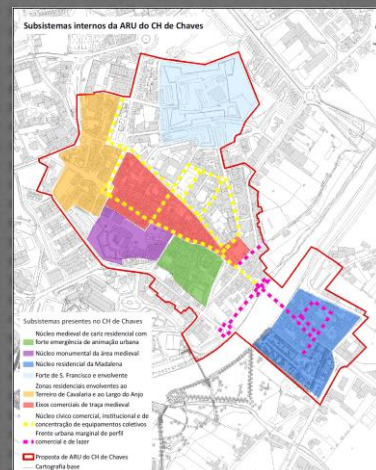 Subsistemas internos da ARU do CH de Chaves
Subsistemas presentes no CH de Chaves
Núcleo medieval de cariz residencial com
forte emergência de animação urbana
Núcleo monumental da área medieval
Núcleo residencial da Madalena
Forte de S. Francisco e envolvente
Zonas residenciais envolventes ao
Terreiro de Cavalaria e ao Largo do Anjo
Eixos comerciais de traça medieval
Núcleo cívico comercial, institucional e de
concentração de equipamentos coletivos
Frente urbana marginal de perfil
comercial e de lazer
Proposta de ARU do CH de Chaves
Cartografia base